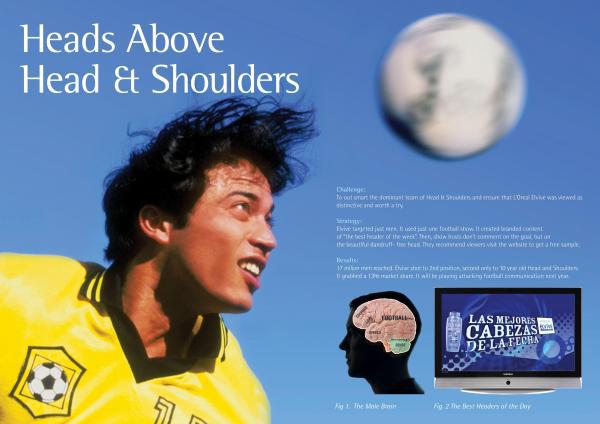 Heads Above
Head & Shoulders
Challenge:
To out smart the dominant team of Head & Shoulders and ensure that L'Oreal Elvive was viewed as
distinctive and worth a try.
Strategy:
Elvive targeted just men. It used just one football show. It created branded content
of "the best header of the week". Then, show hosts don't comment on the goal, but on
the beautiful dandruff- free head. They recommend viewers visit the website to get a free sample.
Results:
17 milion men reached. Elvive shot to 2nd position, second only to 10 year old Head and Shoulders.
It grabbed a 13% market share. It will be playing attacking football communication next year.
FOOTBALL
LAS MEJORES
CABEZAS
DE LA FECHA
Fig 1. The Male Brain
Fig. 2 The Best Headers of the Day